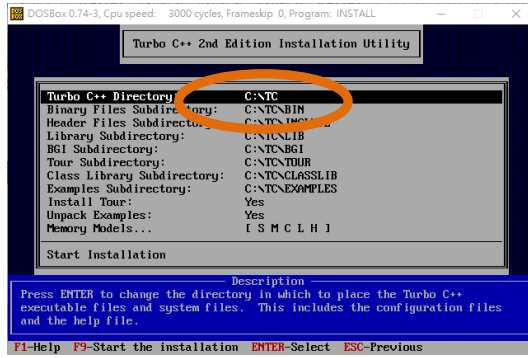 DOSBox 0.74-3, Cpu speed: 3000 cycles, Frameskip 0, Program: INSTALL
Turbo C++ 2nd Edition Installation Utility
Turbo C++ Directory: C:\TC
Binary Files Subdirectory: C:\TC\BIN
Header Files Subdirectory: C:\TC\INCLUDE
Library Subdirectory: C:\TC\LIB
BGI Subdirectory: C:\TC\BGI
Tour Subdirectory: C:\TC\TOUR
Class Library Subdirectory: C:\TC\CLASSLIB
Examples Subdirectory: C:\TC\EXAMPLES
Install Tour: Yes
Unpack Examples: Yes
Memory Models... [ S M C L H ]
Start Installation
Description
Press ENTER to change the directory in which to place the Turbo C++
executable files and system files. This includes the configuration files
and the help file.
F1-Help F9-Start the installation ENTER-Select ESC-Previous